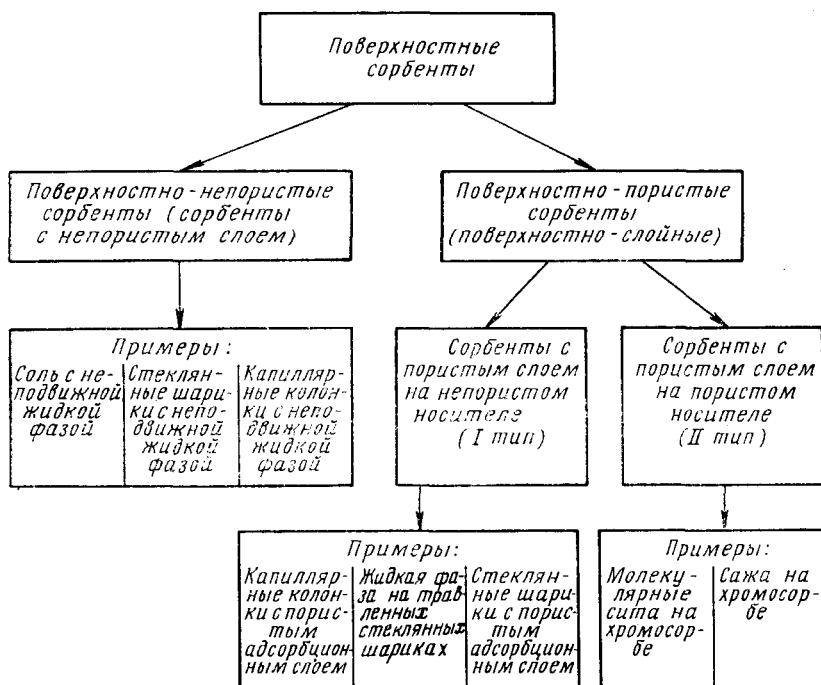 Поверхностные
сорбенты
Поверхностно-непористые
сорбенты (сорбенты
с непористым слоем)
Поверхностно-пористые
сорбенты
(поверхностно-слойные)
Примеры:
Соль с не-
подвижной
жидкой
фазой
Стеклян-
ные шари-
ки с непо-
движной
жидкой
фазой
Капилляр-
ные колон-
ки с непо-
движной
жидкой
фазой
Сорбенты с
пористым слоем
на непористом
носителе
(I тип)
Сорбенты с
пористым слоем
на пористом
носителе
(II тип)
Примеры:
Капилляр-
ные колон-
ки с порис-
тым
адсорбцион-
ным слоем
Жидкая фа-
за на трав-
ленных
стеклянных
шариках
Стеклян-
ные шари-
ки с порис-
тым
адсорбцион-
ным слоем
Примеры:
Молеку-
лярные
сита на
хромосор-
бе
Сажа на
хромосор-
бе